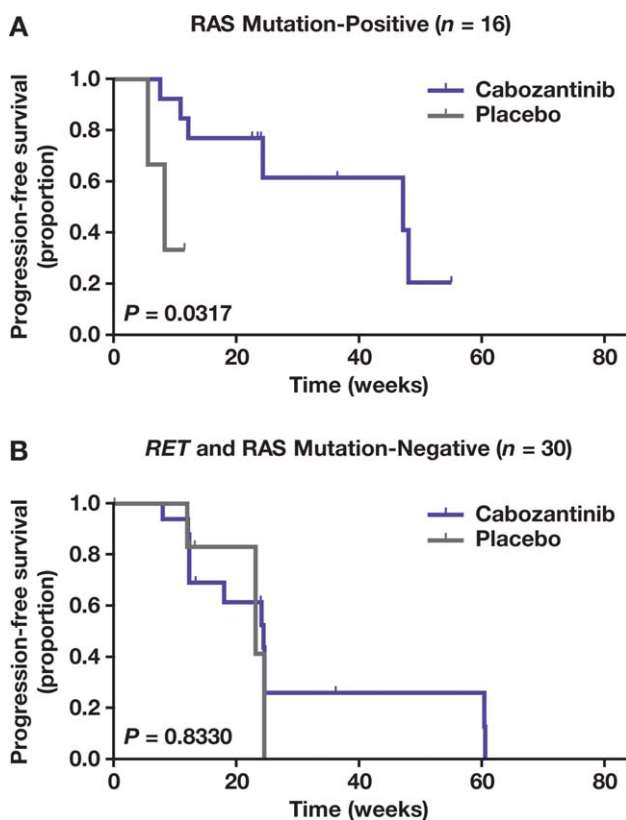 A
RAS Mutation-Positive (n = 16)
Progression-free survival
(proportion)
1.0
0.8
0.6
0.4
0.2
0.0
Cabozantinib
Placebo
P = 0.0317
0 20 40 60 80
Time (weeks)
B
RET and RAS Mutation-Negative (n = 30)
Progression-free survival
(proportion)
1.0
0.8
0.6
0.4
0.2
0.0
Cabozantinib
Placebo
P = 0.8330
0 20 40 60 80
Time (weeks)